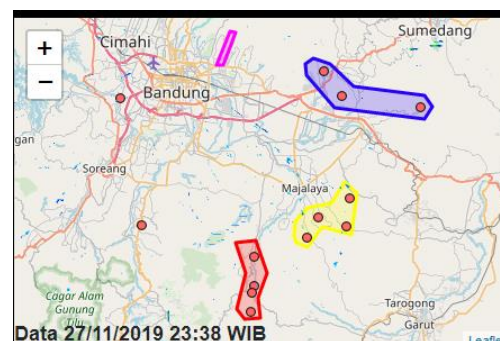 Sumedang
+
Cimahi
−
Bandung
gan
Soreang
Majalaya
Cagar Alam
Gunung
Tilu
Tarogong
Garut
Data 27/11/2019 23:38 WIB
Leafle